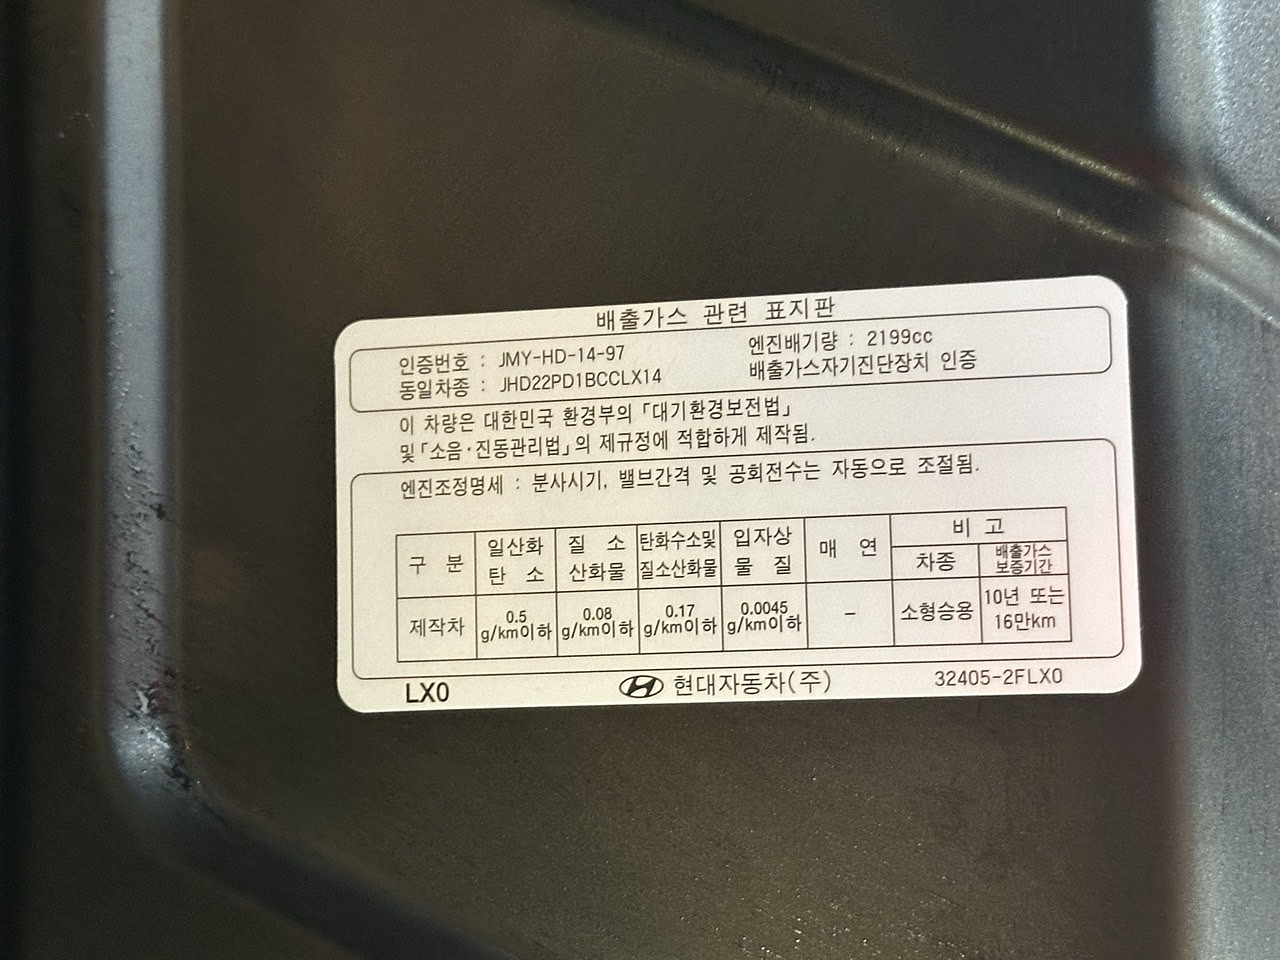 배출가스 관련 표지판
인증번호 : JMY-HD-14-97 엔진배기량 : 2199cc
동일차종 : JHD22PD1BCCLX14 배출가스자기진단장치 인증
이 차량은 대한민국 환경부의 「대기환경보전법」
및 「소음·진동관리법」의 제규정에 적합하게 제작됨.
엔진조정명세 : 분사시기, 밸브간격 및 공회전수는 자동으로 조절됨.
구 분 일산화 탄 소 질 소 산화물 탄화수소및 질소산화물 입자상 물 질 매 연 비 고
차종 배출가스 보증기간
제작차 0.5 g/km이하 0.08 g/km이하 0.17 g/km이하 0.0045 g/km이하 – 소형승용 10년 또는 16만km
LX0 현대자동차(주) 32405-2FLX0